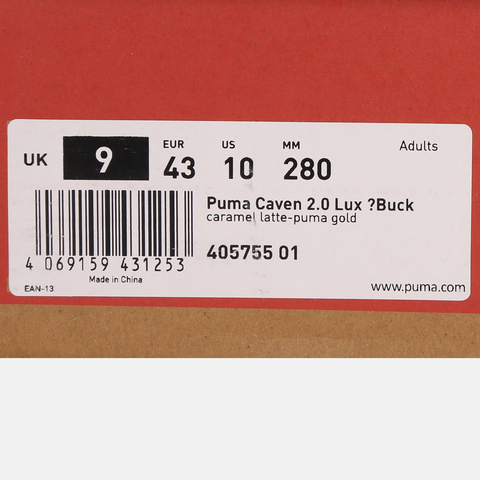 EUR US MM Adults
UK 9 43 10 280
Puma Caven 2.0 Lux ?Buck
caramel latte-puma gold
405755 01
4 069159 431253
Made in China
EAN-13
www.puma.com